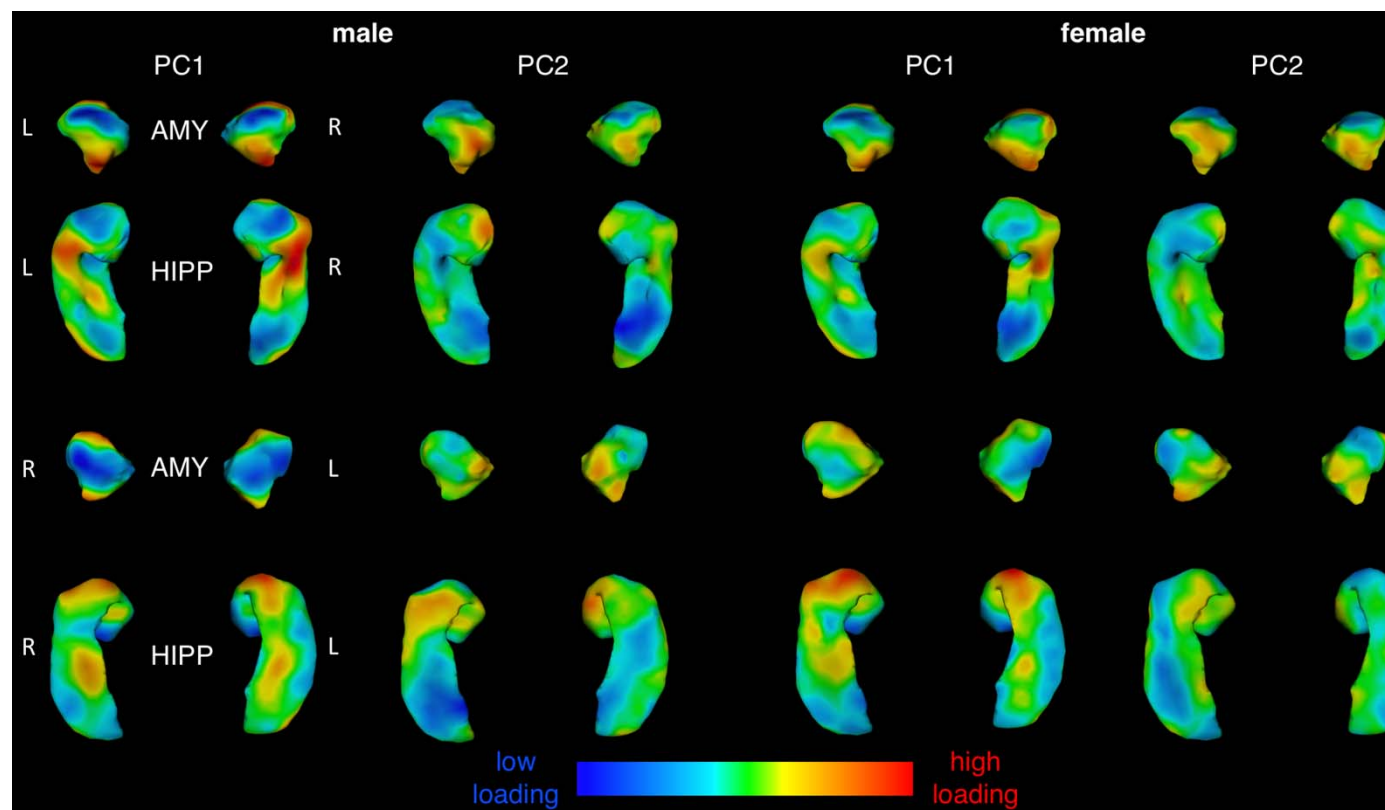 male female
PC1 PC2 PC1 PC2
L AMY R
L HIPP R
R AMY L
R HIPP L
low high
loading loading